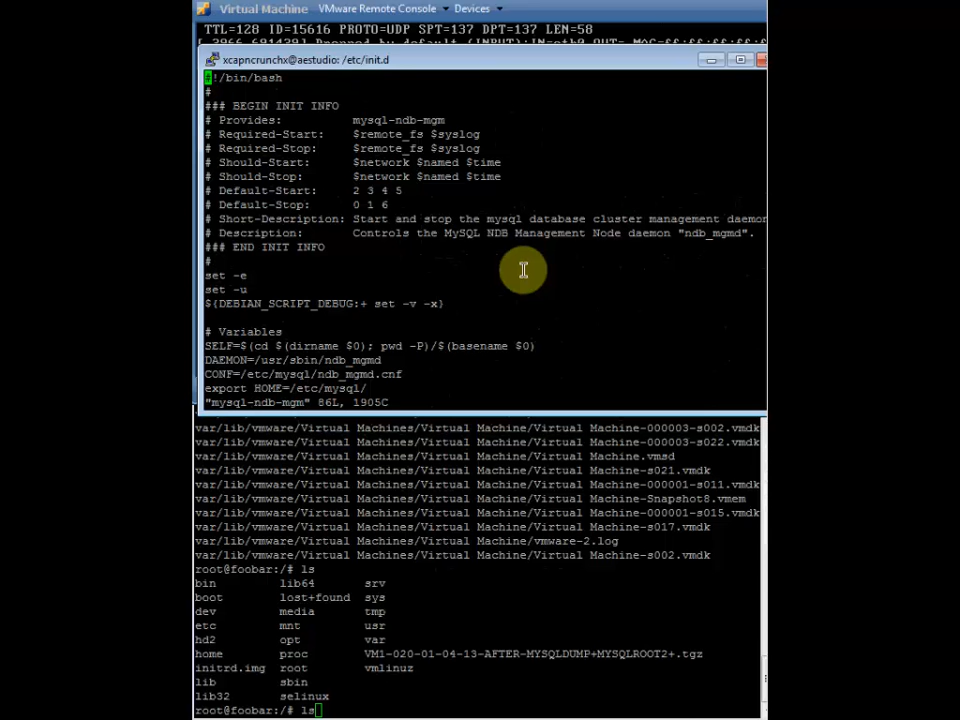 Virtual Machine VMware Remote Console Devices
TTL=128 ID=15616 PROTO=UDP SPT=137 DPT=137 LEN=58
xcapncrunchx@aestudio: /etc/init.d
#!/bin/bash
#
### BEGIN INIT INFO
# Provides: mysql-ndb-mgm
# Required-Start: $remote_fs $syslog
# Required-Stop: $remote_fs $syslog
# Should-Start: $network $named $time
# Should-Stop: $network $named $time
# Default-Start: 2 3 4 5
# Default-Stop: 0 1 6
# Short-Description: Start and stop the mysql database cluster management daemon
# Description: Controls the MySQL NDB Management Node daemon "ndb_mgmd".
### END INIT INFO
#
set -e
set -u
${DEBIAN_SCRIPT_DEBUG:+ set -v -x}
# Variables
SELF=$(cd $(dirname $0); pwd -P)/$(basename $0)
DAEMON=/usr/sbin/ndb_mgmd
CONF=/etc/mysql/ndb_mgmd.cnf
export HOME=/etc/mysql/
"mysql-ndb-mgm" 86L, 1905C
var/lib/vmware/Virtual Machines/Virtual Machine/Virtual Machine-000003-s002.vmdk
var/lib/vmware/Virtual Machines/Virtual Machine/Virtual Machine-000003-s022.vmdk
var/lib/vmware/Virtual Machines/Virtual Machine/Virtual Machine.vmsd
var/lib/vmware/Virtual Machines/Virtual Machine/Virtual Machine-s021.vmdk
var/lib/vmware/Virtual Machines/Virtual Machine/Virtual Machine-000001-s011.vmdk
var/lib/vmware/Virtual Machines/Virtual Machine/Virtual Machine-Snapshot8.vmem
var/lib/vmware/Virtual Machines/Virtual Machine/Virtual Machine-000001-s015.vmdk
var/lib/vmware/Virtual Machines/Virtual Machine/Virtual Machine-s017.vmdk
var/lib/vmware/Virtual Machines/Virtual Machine/vmware-2.log
var/lib/vmware/Virtual Machines/Virtual Machine/Virtual Machine-s002.vmdk
root@foobar:/# ls
bin lib64 srv
boot lost+found sys
dev media tmp
etc mnt usr
hd2 opt var
home proc VM1-020-01-04-13-AFTER-MYSQLDUMP+MYSQLROOT2+.tgz
initrd.img root vmlinuz
lib sbin
lib32 selinux
root@foobar:/# ls